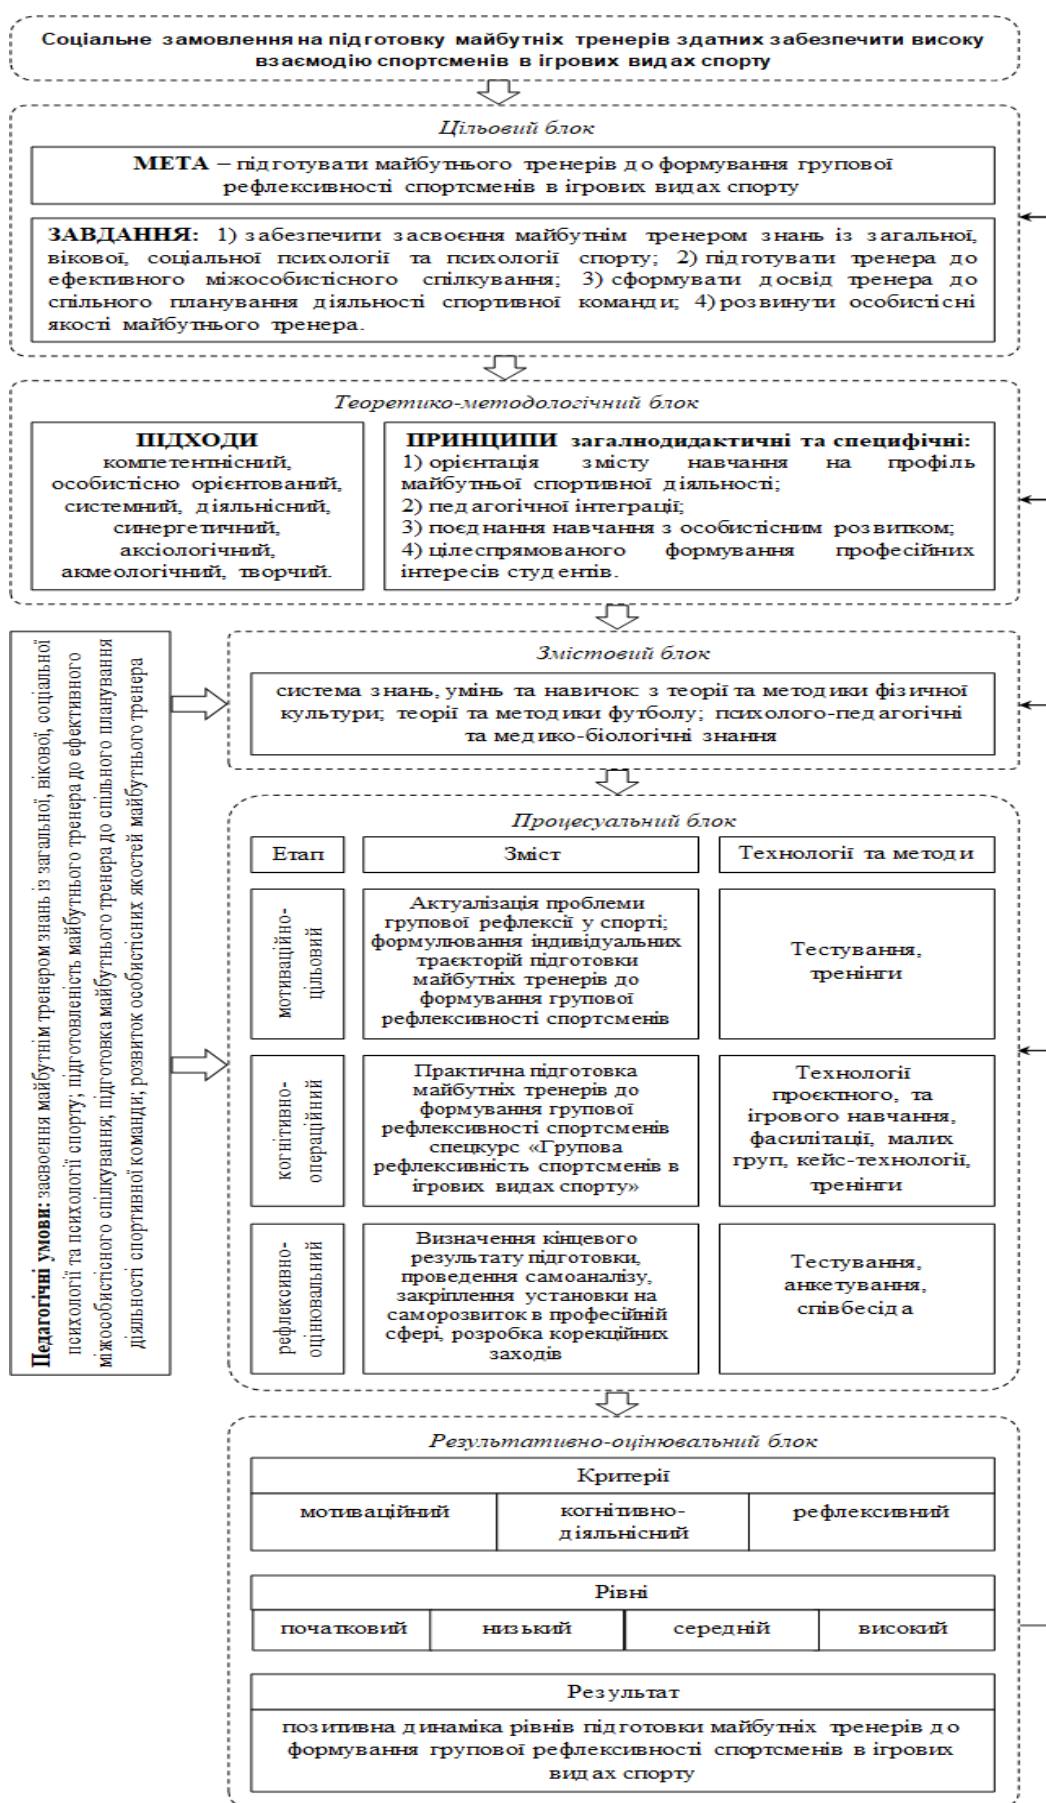 Соціальне замовлення на підготовку майбутніх тренерів здатних забезпечити високу
взаємодію спортсменів в ігрових видах спорту
Цільовий блок
МЕТА – підготувати майбутнього тренерів до формування групової
рефлексивності спортсменів в ігрових видах спорту
ЗАВДАННЯ: 1) забезпечити засвоєння майбутнім тренером знань із загальної,
вікової, соціальної психології та психології спорту; 2) підготувати тренера до
ефективного міжособистісного спілкування; 3) сформувати досвід тренера до
спільного планування діяльності спортивної команди; 4) розвинути особистісні
якості майбутнього тренера.
Теоретико-методологічний блок
ПІДХОДИ
компетентнісний,
особистісно орієнтований,
системний, діяльнісний,
синергетичний,
аксіологічний,
акмеологічний, творчий.
ПРИНЦИПИ загалнодидактичні та специфічні:
1) орієнтація змісту навчання на профіль
майбутньої спортивної діяльності;
2) педагогічної інтеграції;
3) поєднання навчання з особистісним розвитком;
4) цілеспрямованого формування професійних
інтересів студентів.
Педагогічні умови: засвоєння майбутнім тренером знань із загальної, вікової, соціальної
психології та психології спорту; підготовленість майбутнього тренера до ефективного
міжособистісного спілкування; підготовка майбутнього тренера до спільного планування
діяльності спортивної команди; розвиток особистісних якостей майбутнього тренера
Змістовий блок
система знань, умінь та навичок: з теорії та методики фізичної
культури; теорії та методики футболу; психолого-педагогічні
та медико-біологічні знання
Процесуальний блок
Етап
Зміст
Технології та методи
мотиваційно-
цільовий
Актуалізація проблеми
групової рефлексії у спорті;
формулювання індивідуальних
траєкторій підготовки
майбутніх тренерів до
формування групової
рефлексивності спортсменів
Тестування,
тренінги
когнітивно-
операційний
Практична підготовка
майбутніх тренерів до
формування групової
рефлексивності спортсменів
спецкурс «Групова
рефлексивність спортсменів в
ігрових видах спорту»
Технології
проєктного, та
ігрового навчання,
фасилітації, малих
груп, кейс-технології,
тренінги
рефлексивно-
оцінювальний
Визначення кінцевого
результату підготовки,
проведення самоаналізу,
закріплення установки на
саморозвиток в професійній
сфері, розробка корекційних
заходів
Тестування,
анкетування,
співбесіда
Результативно-оцінювальний блок
Критерії
мотиваційний
когнітивно-
діяльнісний
рефлексивний
Рівні
початковий
низький
середній
високий
Результат
позитивна динаміка рівнів підготовки майбутніх тренерів до
формування групової рефлексивності спортсменів в ігрових
видах спорту